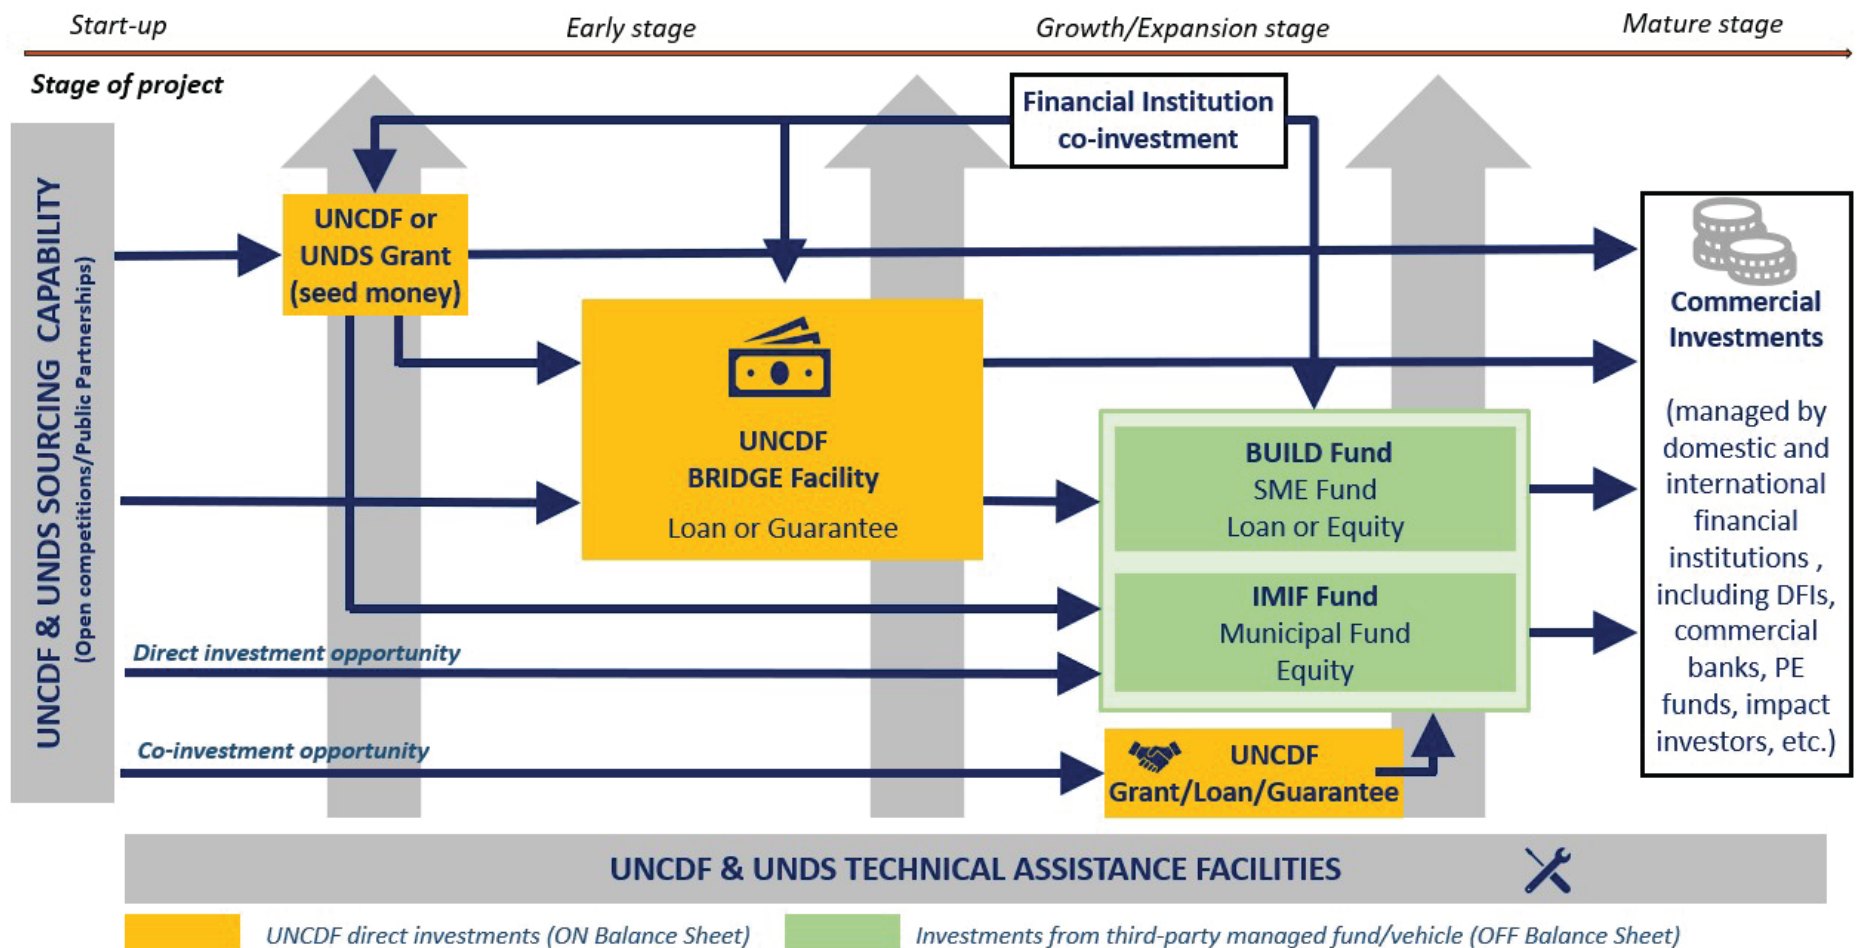 Start-up
Early stage
Growth/Expansion stage
Mature stage
Stage of project
UNCDF & UNDS SOURCING CAPABILITY
(Open competitions/Public Partnerships)
Financial Institution
co-investment
UNCDF or
UNDS Grant
(seed money)
UNCDF
BRIDGE Facility
Loan or Guarantee
BUILD Fund
SME Fund
Loan or Equity
IMIF Fund
Municipal Fund
Equity
Direct investment opportunity
Co-investment opportunity
UNCDF
Grant/Loan/Guarantee
Commercial
Investments
(managed by
domestic and
international
financial
institutions ,
including DFIs,
commercial
banks, PE
funds, impact
investors, etc.)
UNCDF & UNDS TECHNICAL ASSISTANCE FACILITIES
UNCDF direct investments (ON Balance Sheet)
Investments from third-party managed fund/vehicle (OFF Balance Sheet)